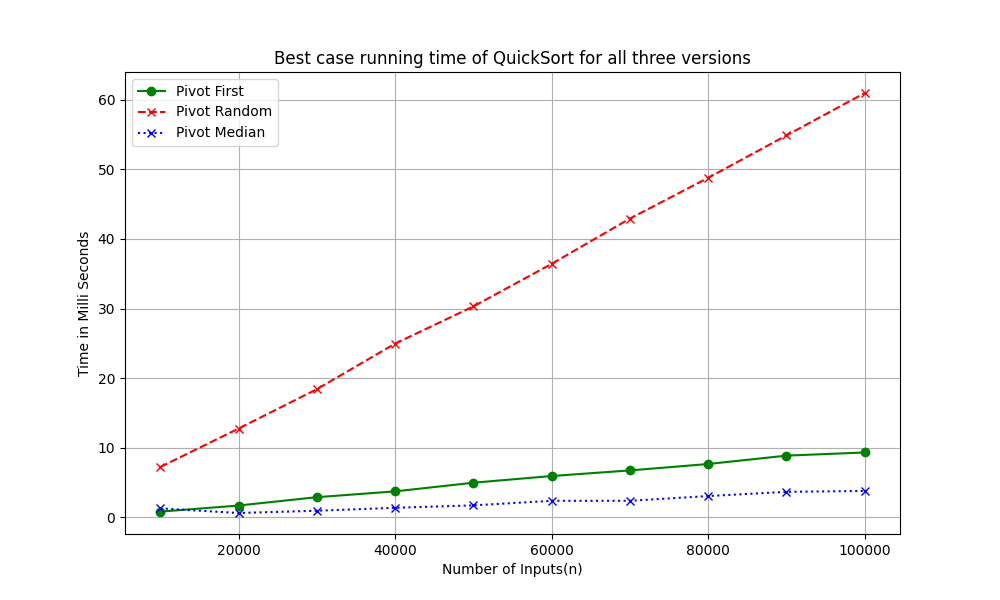 Best case running time of QuickSort for all three versions
Pivot First
Pivot Random
Pivot Median
60
50
40
30
20
10
0
Time in Milli Seconds
20000
40000
60000
80000
100000
Number of Inputs(n)